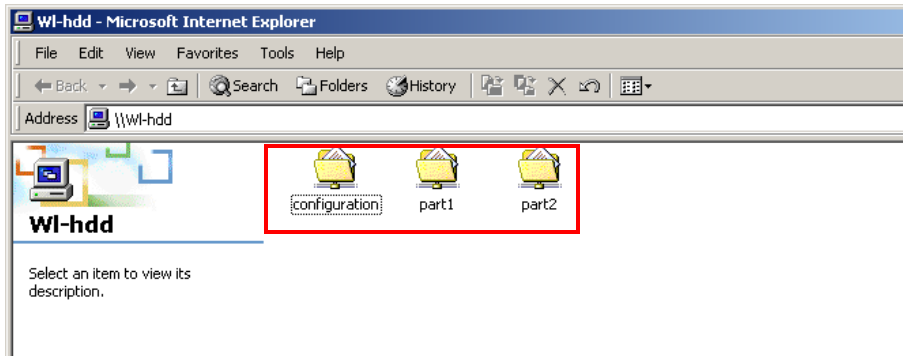 Wl-hdd - Microsoft Internet Explorer
File Edit View Favorites Tools Help
Back Search Folders History
Address \\Wl-hdd
configuration part1 part2
Wl-hdd
Select an item to view its
description.